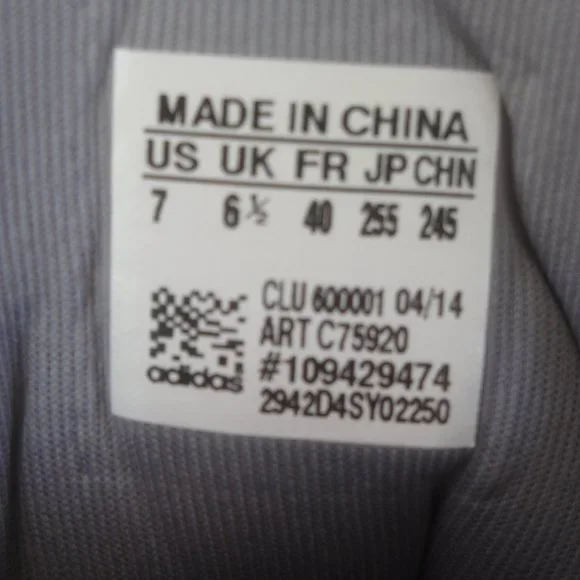 MADE IN CHINA
US UK FR JP CHN
7 6½ 40 255 245
CLU 600001 04/14
ART C75920
#109429474
adidas
2942D4SY02250